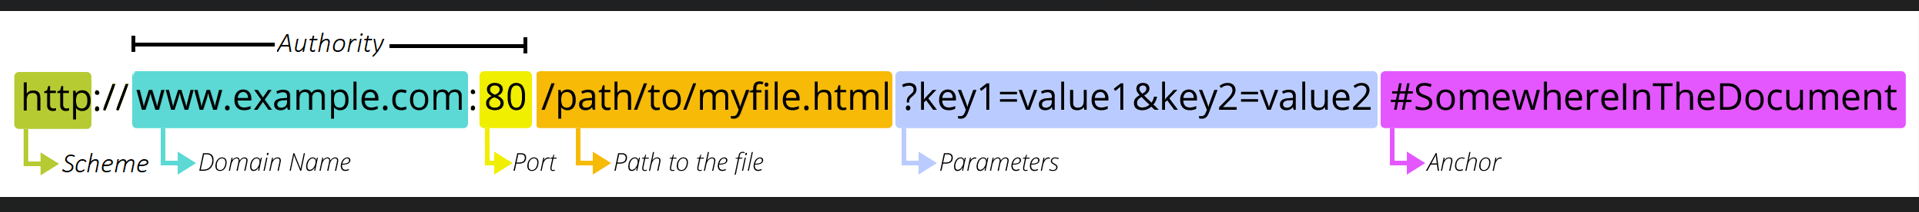 Authority
http://www.example.com:80/path/to/myfile.html?key1=value1&key2=value2#SomewhereInTheDocument
Scheme Domain Name Port Path to the file Parameters Anchor